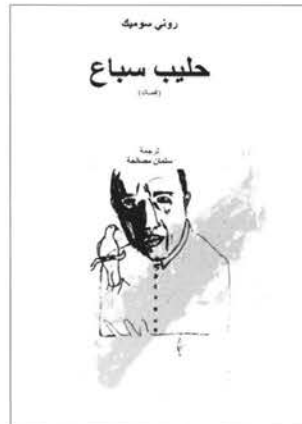 روني سوميك
حليب سباع
(قصائد)
ترجمة
سلمان مصالحة